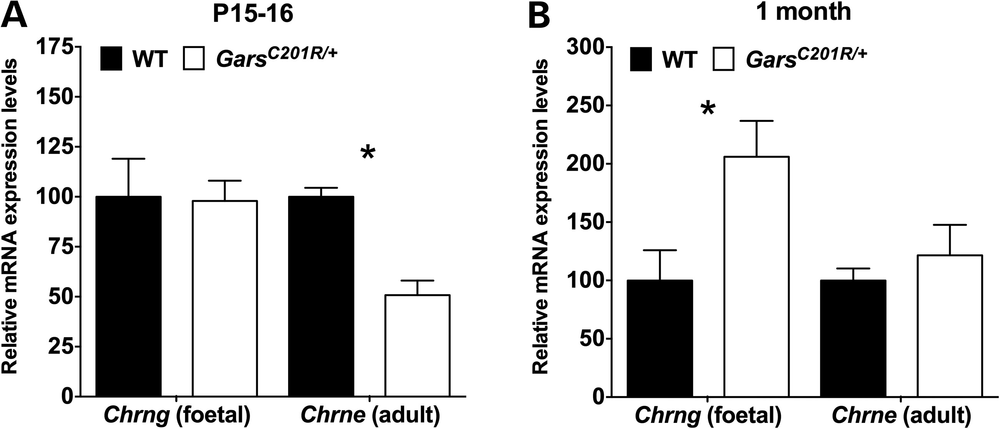 A
P15-16
Relative mRNA expression levels
175
150
125
100
75
50
25
0
WT
Gars^C201R/+
*
Chrng (foetal)
Chrne (adult)
B
1 month
Relative mRNA expression levels
300
250
200
150
100
50
0
WT
Gars^C201R/+
*
Chrng (foetal)
Chrne (adult)